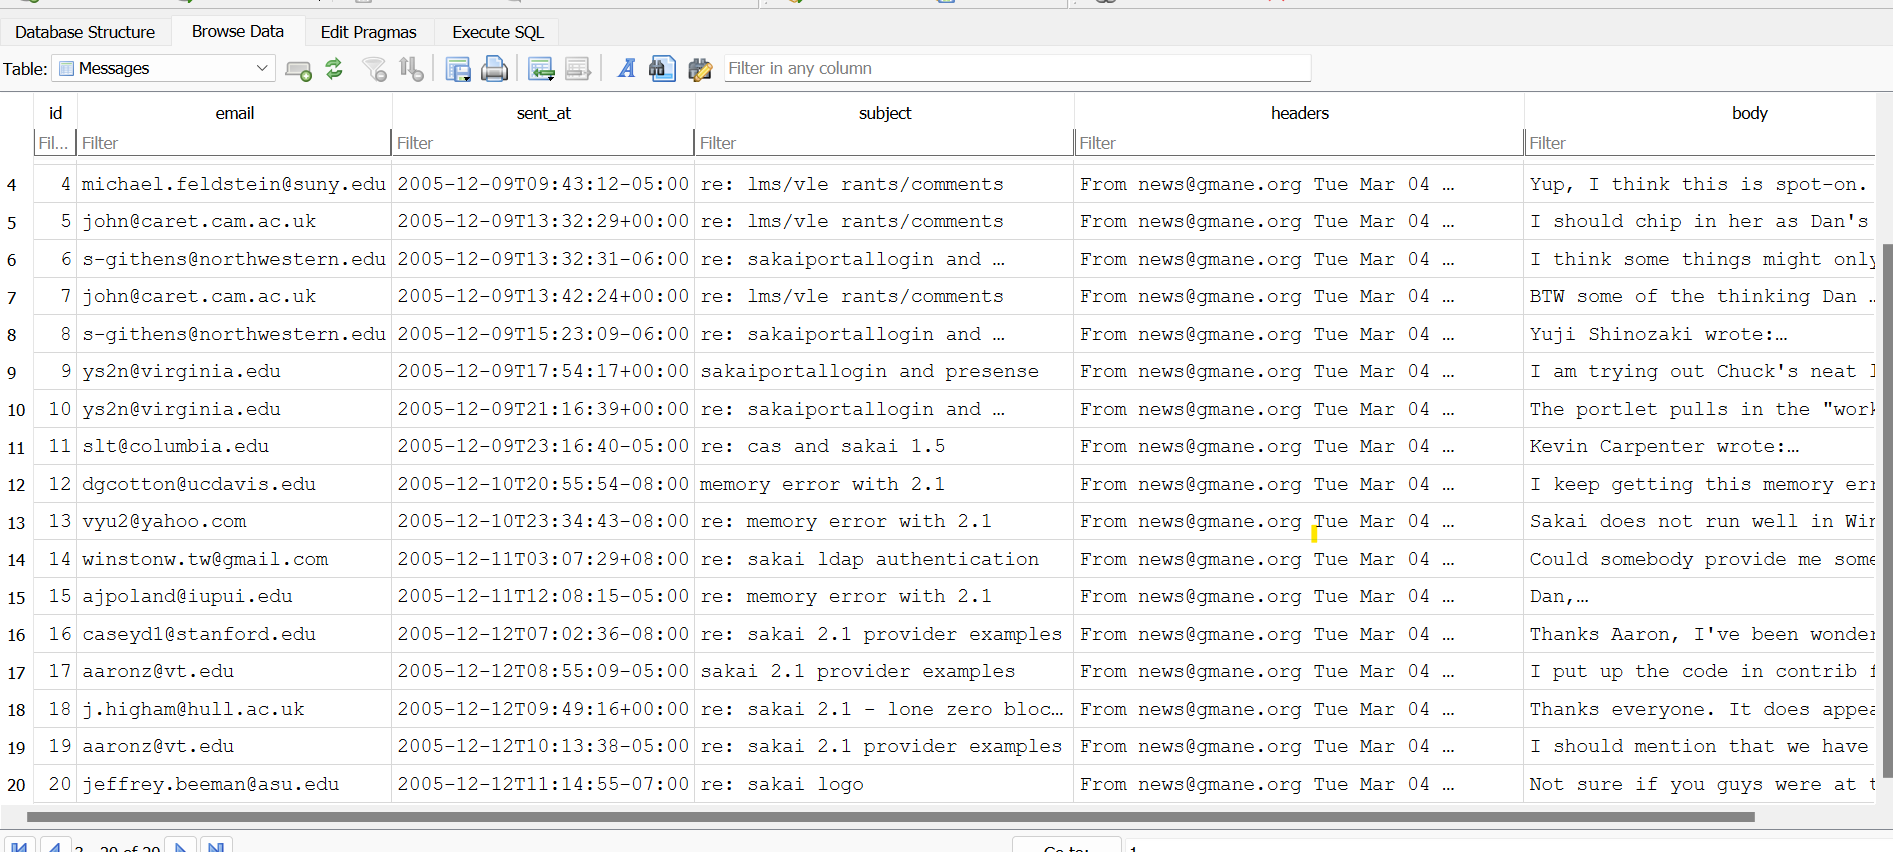 Database Structure Browse Data Edit Pragmas Execute SQL
Table: Messages Filter in any column
id email sent_at subject headers body
Fil... Filter Filter Filter Filter Filter
4 4 michael.feldstein@suny.edu 2005-12-09T09:43:12-05:00 re: lms/vle rants/comments From news@gmane.org Tue Mar 04 … Yup, I think this is spot-on.
5 5 john@caret.cam.ac.uk 2005-12-09T13:32:29+00:00 re: lms/vle rants/comments From news@gmane.org Tue Mar 04 … I should chip in her as Dan's
6 6 s-githens@northwestern.edu 2005-12-09T13:32:31-06:00 re: sakaiportallogin and … From news@gmane.org Tue Mar 04 … I think some things might only
7 7 john@caret.cam.ac.uk 2005-12-09T13:42:24+00:00 re: lms/vle rants/comments From news@gmane.org Tue Mar 04 … BTW some of the thinking Dan …
8 8 s-githens@northwestern.edu 2005-12-09T15:23:09-06:00 re: sakaiportallogin and … From news@gmane.org Tue Mar 04 … Yuji Shinozaki wrote:…
9 9 ys2n@virginia.edu 2005-12-09T17:54:17+00:00 sakaiportallogin and presense From news@gmane.org Tue Mar 04 … I am trying out Chuck's neat
10 10 ys2n@virginia.edu 2005-12-09T21:16:39+00:00 re: sakaiportallogin and … From news@gmane.org Tue Mar 04 … The portlet pulls in the "work
11 11 slt@columbia.edu 2005-12-09T23:16:40-05:00 re: cas and sakai 1.5 From news@gmane.org Tue Mar 04 … Kevin Carpenter wrote:…
12 12 dgcotton@ucdavis.edu 2005-12-10T20:55:54-08:00 memory error with 2.1 From news@gmane.org Tue Mar 04 … I keep getting this memory err
13 13 vyu2@yahoo.com 2005-12-10T23:34:43-08:00 re: memory error with 2.1 From news@gmane.org Tue Mar 04 … Sakai does not run well in Win
14 14 winstonw.tw@gmail.com 2005-12-11T03:07:29+08:00 re: sakai ldap authentication From news@gmane.org Tue Mar 04 … Could somebody provide me some
15 15 ajpoland@iupui.edu 2005-12-11T12:08:15-05:00 re: memory error with 2.1 From news@gmane.org Tue Mar 04 … Dan,…
16 16 caseyd1@stanford.edu 2005-12-12T07:02:36-08:00 re: sakai 2.1 provider examples From news@gmane.org Tue Mar 04 … Thanks Aaron, I've been wonder
17 17 aaronz@vt.edu 2005-12-12T08:55:09-05:00 sakai 2.1 provider examples From news@gmane.org Tue Mar 04 … I put up the code in contrib f
18 18 j.higham@hull.ac.uk 2005-12-12T09:49:16+00:00 re: sakai 2.1 - lone zero bloc… From news@gmane.org Tue Mar 04 … Thanks everyone. It does appea
19 19 aaronz@vt.edu 2005-12-12T10:13:38-05:00 re: sakai 2.1 provider examples From news@gmane.org Tue Mar 04 … I should mention that we have
20 20 jeffrey.beeman@asu.edu 2005-12-12T11:14:55-07:00 re: sakai logo From news@gmane.org Tue Mar 04 … Not sure if you guys were at t
3 - 20 of 20 Go to: 1